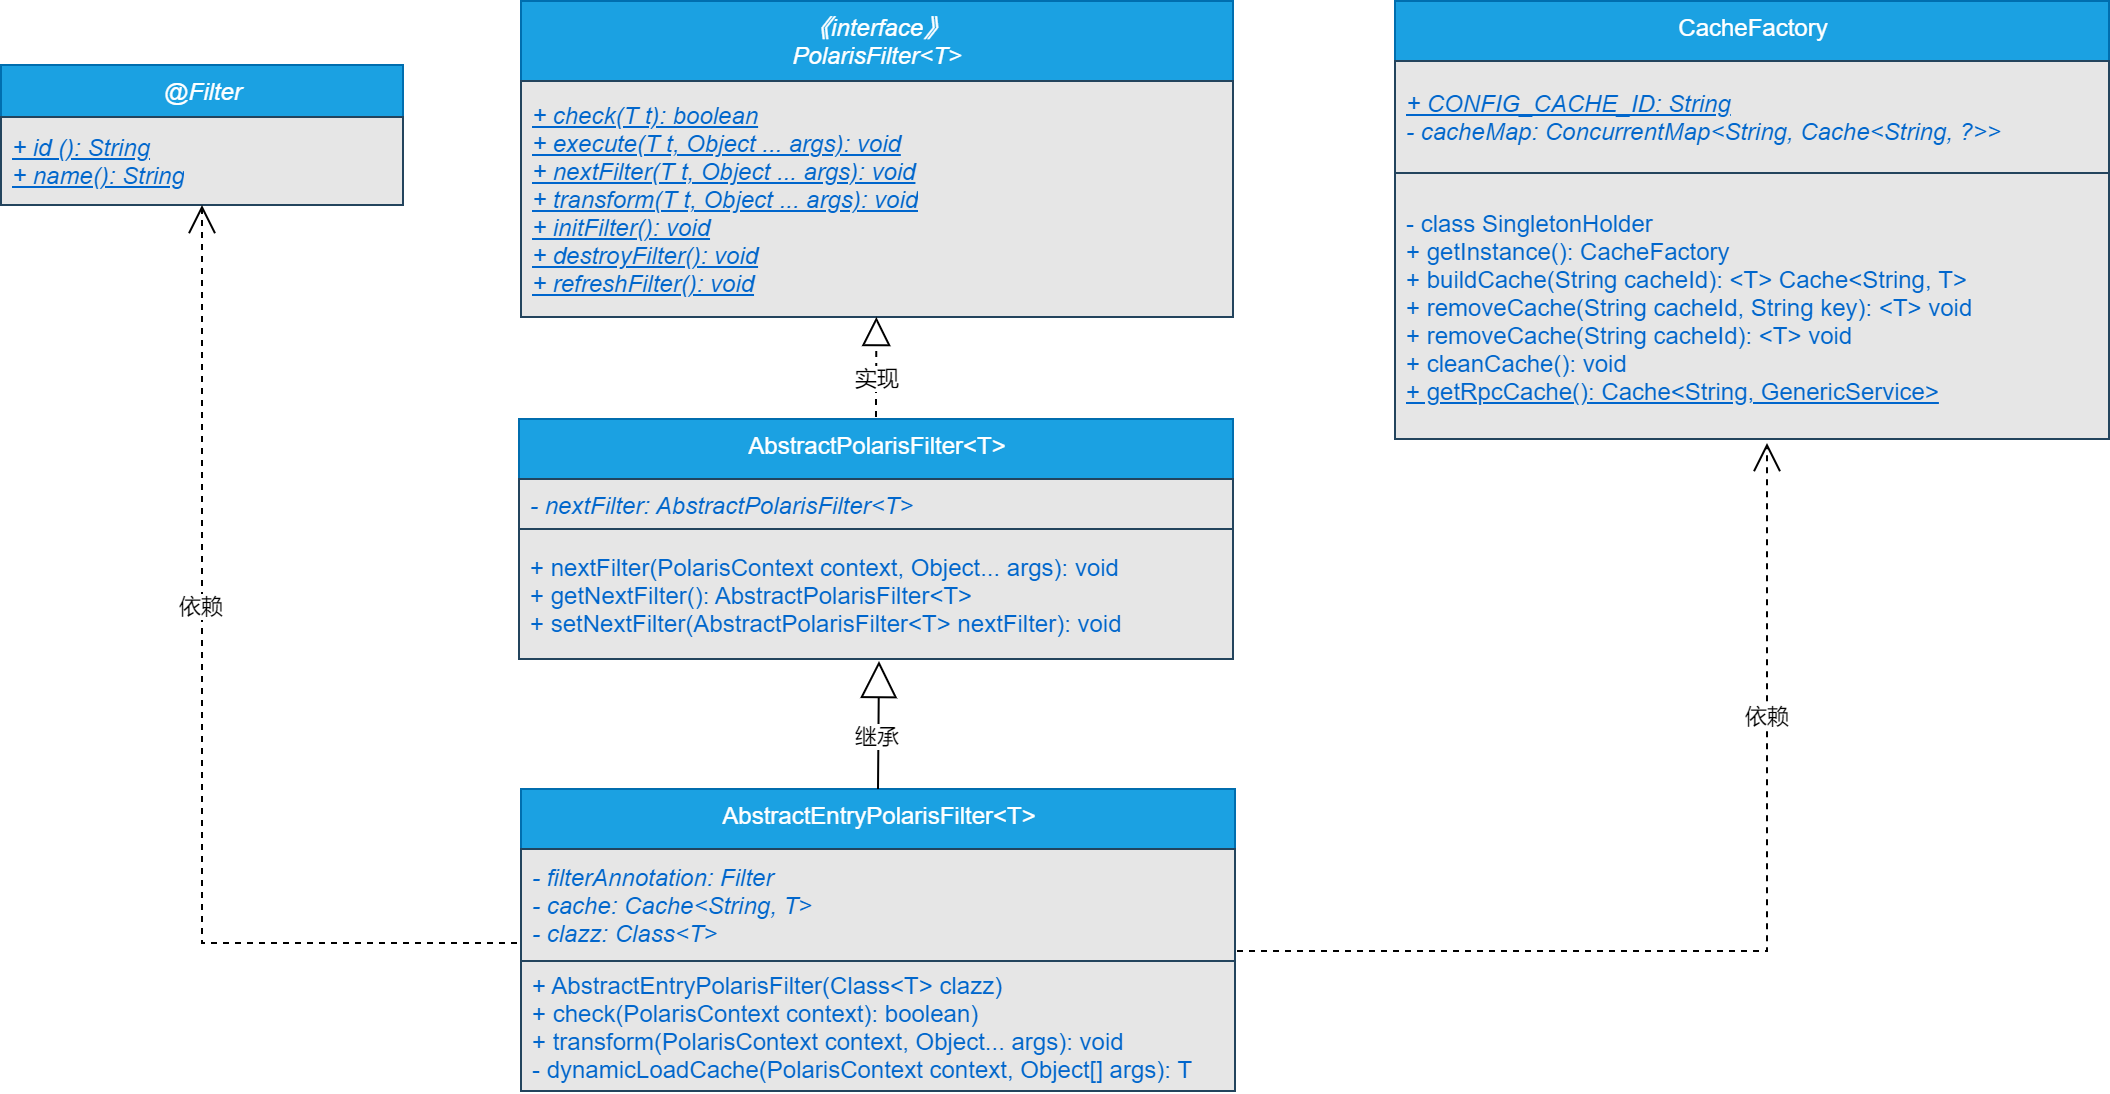 @Filter
+ id (): String
+ name(): String
《interface》
PolarisFilter<T>
+ check(T t): boolean
+ execute(T t, Object ... args): void
+ nextFilter(T t, Object ... args): void
+ transform(T t, Object ... args): void
+ initFilter(): void
+ destroyFilter(): void
+ refreshFilter(): void
CacheFactory
+ CONFIG_CACHE_ID: String
- cacheMap: ConcurrentMap<String, Cache<String, ?>>
- class SingletonHolder
+ getInstance(): CacheFactory
+ buildCache(String cacheId): <T> Cache<String, T>
+ removeCache(String cacheId, String key): <T> void
+ removeCache(String cacheId): <T> void
+ cleanCache(): void
+ getRpcCache(): Cache<String, GenericService>
实现
AbstractPolarisFilter<T>
- nextFilter: AbstractPolarisFilter<T>
+ nextFilter(PolarisContext context, Object... args): void
+ getNextFilter(): AbstractPolarisFilter<T>
+ setNextFilter(AbstractPolarisFilter<T> nextFilter): void
依赖
继承
依赖
AbstractEntryPolarisFilter<T>
- filterAnnotation: Filter
- cache: Cache<String, T>
- clazz: Class<T>
+ AbstractEntryPolarisFilter(Class<T> clazz)
+ check(PolarisContext context): boolean)
+ transform(PolarisContext context, Object... args): void
- dynamicLoadCache(PolarisContext context, Object[] args): T